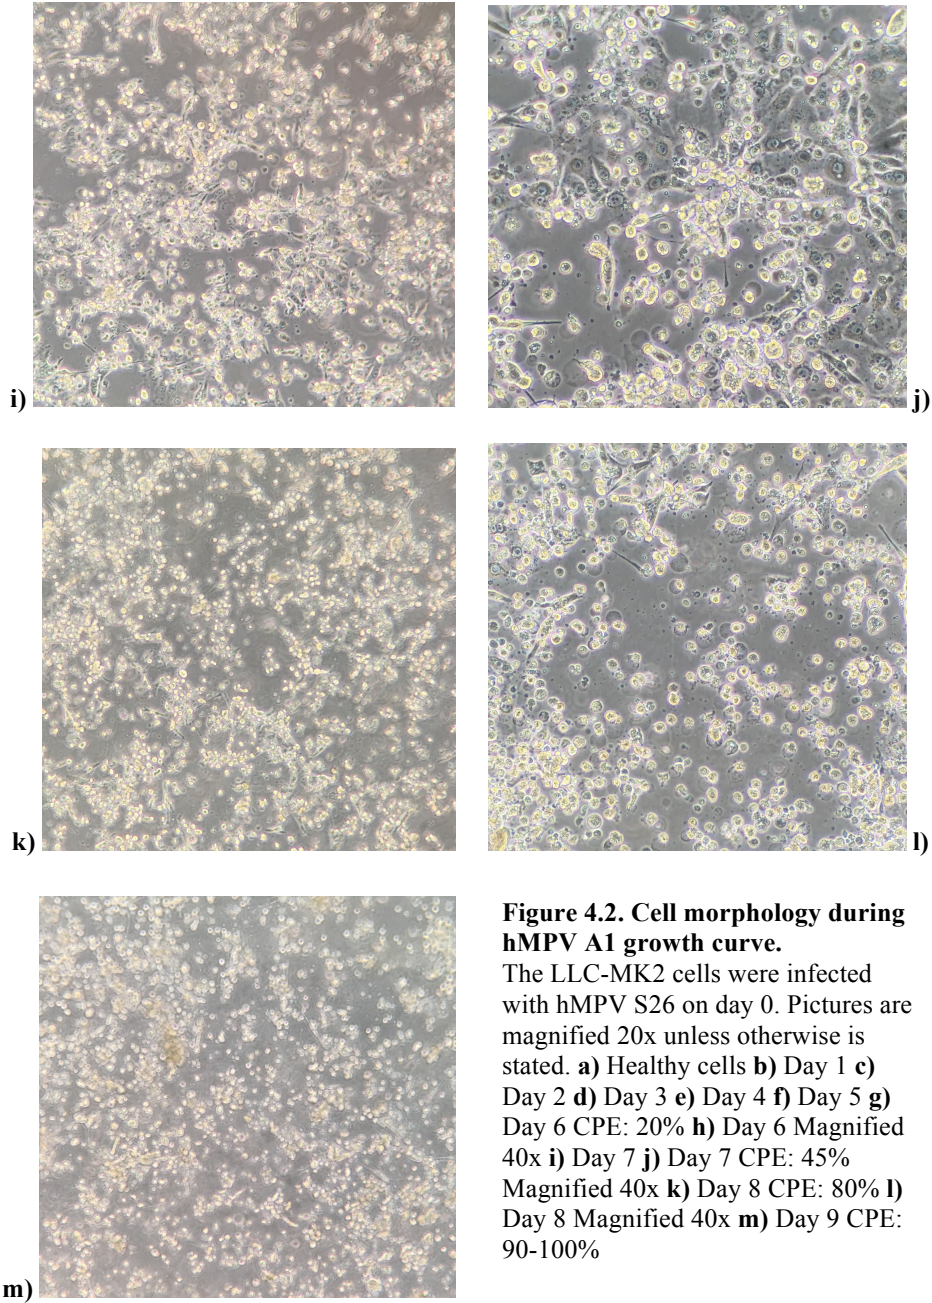 i)
j)
k)
l)
Figure 4.2. Cell morphology during
hMPV A1 growth curve.
The LLC-MK2 cells were infected
with hMPV S26 on day 0. Pictures are
magnified 20x unless otherwise is
stated. a) Healthy cells b) Day 1 c)
Day 2 d) Day 3 e) Day 4 f) Day 5 g)
Day 6 CPE: 20% h) Day 6 Magnified
40x i) Day 7 j) Day 7 CPE: 45%
Magnified 40x k) Day 8 CPE: 80% l)
Day 8 Magnified 40x m) Day 9 CPE:
90-100%
m)